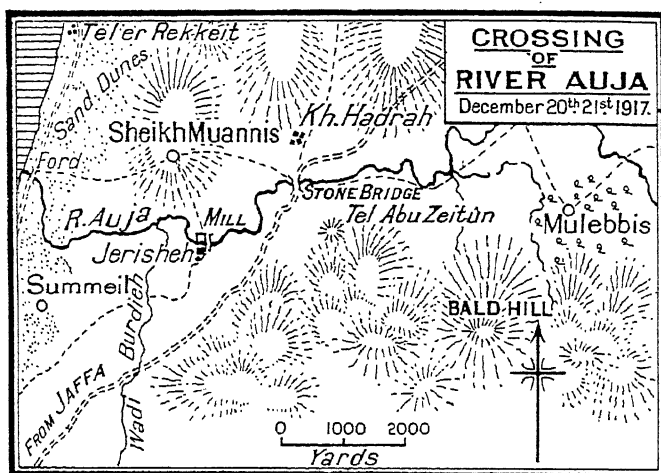 CROSSING
OF
RIVER AUJA
December 20th 21st 1917.
Tel er Rekkeit
Sand Dunes
Kh. Hadrah
Sheikh Muannis
Ford
STONE BRIDGE
R. Auja
MILL
Tel Abu Zeitûn
Mulebbis
Jerisheh
Summeil
BALD HILL
Wadi Burdieh
FROM JAFFA
0 1000 2000
Yards